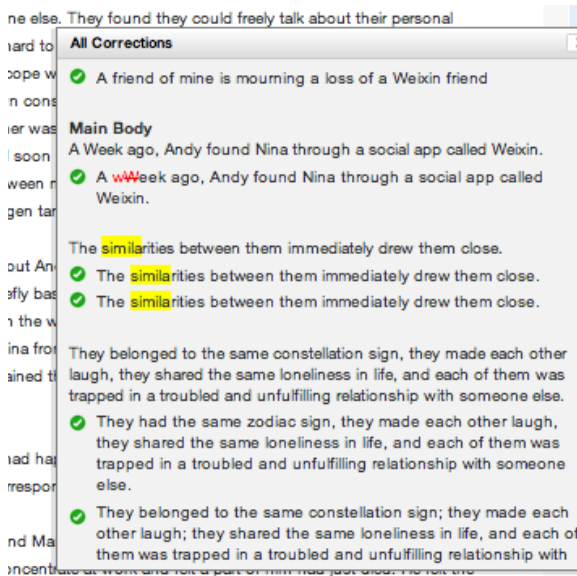 ne else. They found they could freely talk about their personal
All Corrections
A friend of mine is mourning a loss of a Weixin friend
Main Body
A Week ago, Andy found Nina through a social app called Weixin.
A wWeek ago, Andy found Nina through a social app called
Weixin.
The similarities between them immediately drew them close.
The similarities between them immediately drew them close.
The similarities between them immediately drew them close.
They belonged to the same constellation sign, they made each other
laugh, they shared the same loneliness in life, and each of them was
trapped in a troubled and unfulfilling relationship with someone else.
They had the same zodiac sign, they made each other laugh,
they shared the same loneliness in life, and each of them was
trapped in a troubled and unfulfilling relationship with someone
else.
They belonged to the same constellation sign; they made each
other laugh; they shared the same loneliness in life, and each of
them was trapped in a troubled and unfulfilling relationship with